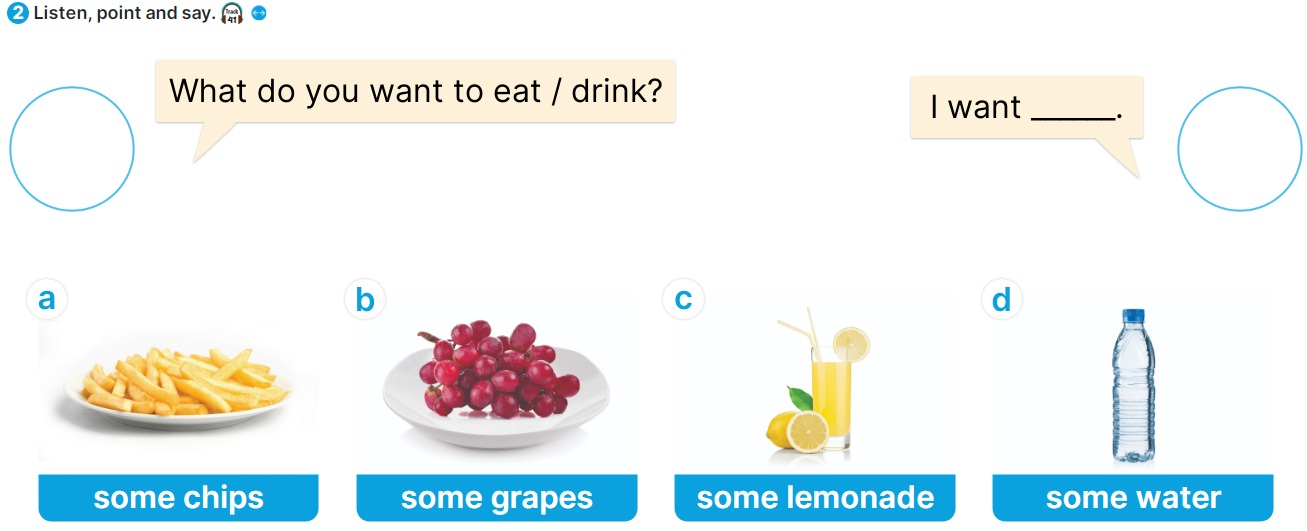 2 Listen, point and say. Track 41
What do you want to eat / drink?
I want ______.
a
b
c
d
some chips
some grapes
some lemonade
some water